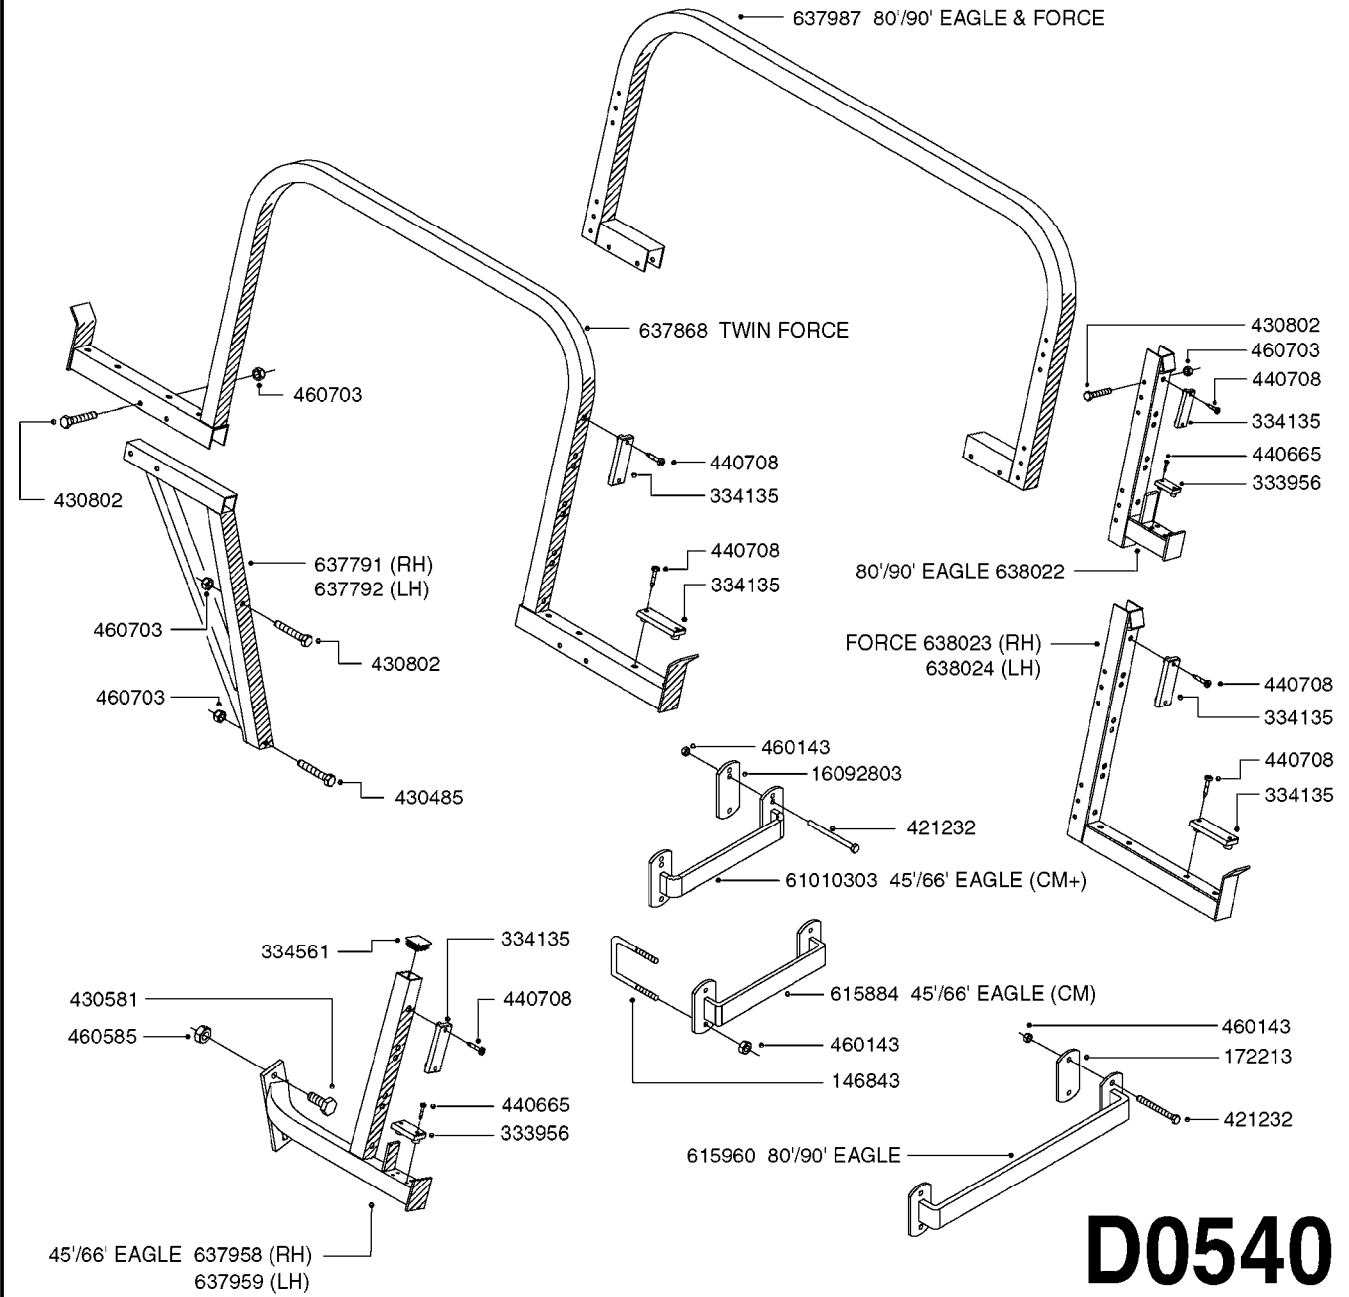 637987 80'/90' EAGLE & FORCE
637868 TWIN FORCE
430802
460703
440708
334135
440665
333956
460703
430802
440708
334135
440708
334135
637791 (RH)
637792 (LH)
80'/90' EAGLE 638022
460703
430802
FORCE 638023 (RH)
638024 (LH)
460703
440708
334135
460143
16092803
440708
334135
430485
421232
61010303 45'/66' EAGLE (CM+)
334561
334135
430581
440708
460585
615884 45'/66' EAGLE (CM)
460143
460143
172213
146843
440665
333956
421232
615960 80'/90' EAGLE
45'/66' EAGLE 637958 (RH)
637959 (LH)
D0540